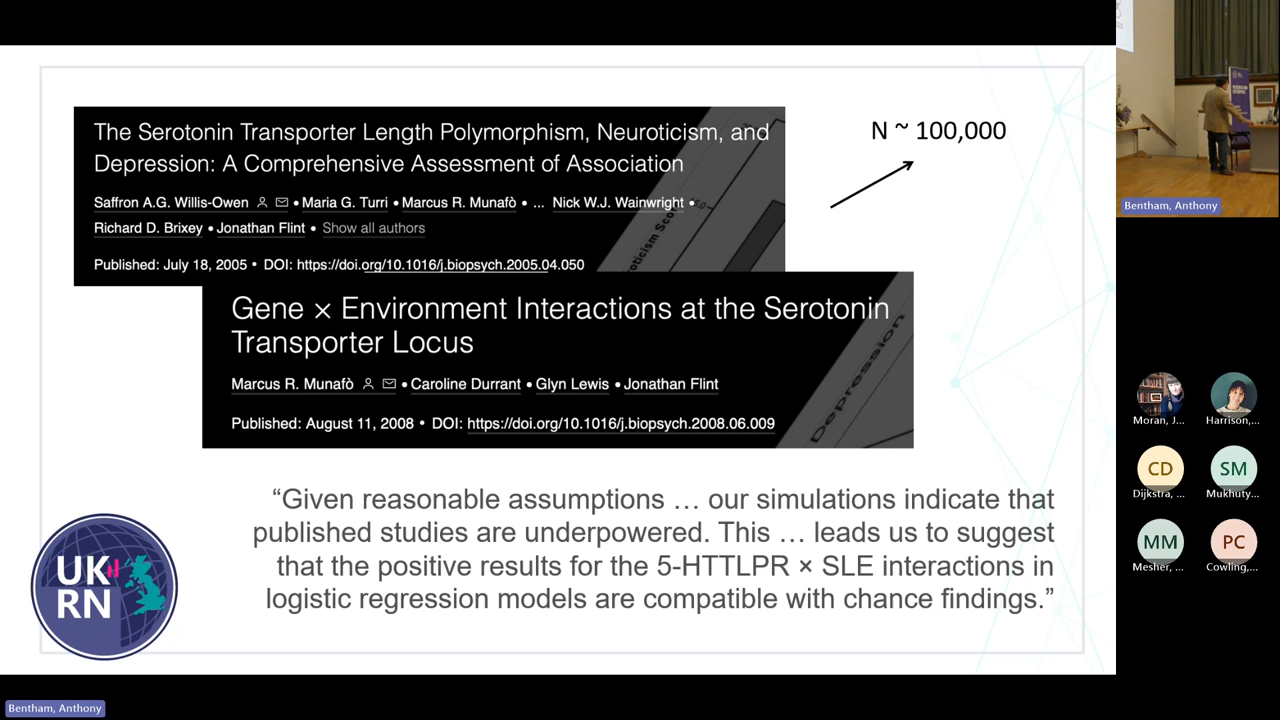 The Serotonin Transporter Length Polymorphism, Neuroticism, and
Depression: A Comprehensive Assessment of Association
Saffron A.G. Willis-Owen • Maria G. Turri • Marcus R. Munafò • ... Nick W.J. Wainwright •
Richard D. Brixey • Jonathan Flint • Show all authors
Published: July 18, 2005 • DOI: https://doi.org/10.1016/j.biopsych.2005.04.050
N ~ 100,000
Gene × Environment Interactions at the Serotonin
Transporter Locus
Marcus R. Munafò • Caroline Durrant • Glyn Lewis • Jonathan Flint
Published: August 11, 2008 • DOI: https://doi.org/10.1016/j.biopsych.2008.06.009
Depression
“Given reasonable assumptions … our simulations indicate that
published studies are underpowered. This … leads us to suggest
that the positive results for the 5-HTTLPR × SLE interactions in
logistic regression models are compatible with chance findings.”
UK
RN
Bentham, Anthony
Moran, J...
Harrison,...
CD
SM
Dijkstra, ...
Mukhuty...
MM
PC
Mesher, ...
Cowling,...
Bentham, Anthony